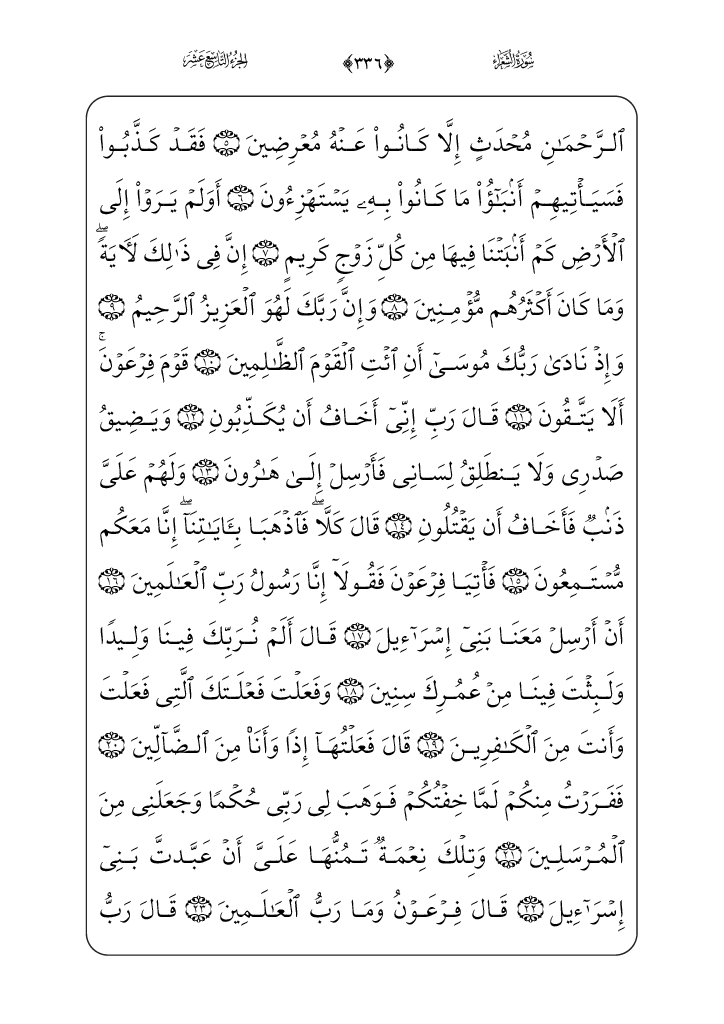 سُورَةُ الشُّعَرَاءِ ﴿٣٣٦﴾ الجُزْءُ التَّاسِعَ عَشَرَ
ٱلرَّحْمَـٰنِ مُحْدَثٍ إِلَّا كَانُوا۟ عَنْهُ مُعْرِضِينَ ۝٥ فَقَدْ كَذَّبُوا۟
فَسَيَأْتِيهِمْ أَنۢبَـٰٓؤُا۟ مَا كَانُوا۟ بِهِۦ يَسْتَهْزِءُونَ ۝٦ أَوَلَمْ يَرَوْا۟ إِلَى
ٱلْأَرْضِ كَمْ أَنۢبَتْنَا فِيهَا مِن كُلِّ زَوْجٍ كَرِيمٍ ۝٧ إِنَّ فِى ذَٰلِكَ لَـَٔايَةً ۖ
وَمَا كَانَ أَكْثَرُهُم مُّؤْمِنِينَ ۝٨ وَإِنَّ رَبَّكَ لَهُوَ ٱلْعَزِيزُ ٱلرَّحِيمُ ۝٩
وَإِذْ نَادَىٰ رَبُّكَ مُوسَىٰٓ أَنِ ٱئْتِ ٱلْقَوْمَ ٱلظَّـٰلِمِينَ ۝١٠ قَوْمَ فِرْعَوْنَ ۚ
أَلَا يَتَّقُونَ ۝١١ قَالَ رَبِّ إِنِّىٓ أَخَافُ أَن يُكَذِّبُونِ ۝١٢ وَيَضِيقُ
صَدْرِى وَلَا يَنطَلِقُ لِسَانِى فَأَرْسِلْ إِلَىٰ هَـٰرُونَ ۝١٣ وَلَهُمْ عَلَىَّ
ذَنۢبٌ فَأَخَافُ أَن يَقْتُلُونِ ۝١٤ قَالَ كَلَّا ۖ فَٱذْهَبَا بِـَٔايَـٰتِنَآ ۖ إِنَّا مَعَكُم
مُّسْتَمِعُونَ ۝١٥ فَأْتِيَا فِرْعَوْنَ فَقُولَآ إِنَّا رَسُولُ رَبِّ ٱلْعَـٰلَمِينَ ۝١٦
أَنْ أَرْسِلْ مَعَنَا بَنِىٓ إِسْرَٰٓءِيلَ ۝١٧ قَالَ أَلَمْ نُرَبِّكَ فِينَا وَلِيدًا
وَلَبِثْتَ فِينَا مِنْ عُمُرِكَ سِنِينَ ۝١٨ وَفَعَلْتَ فَعْلَتَكَ ٱلَّتِى فَعَلْتَ
وَأَنتَ مِنَ ٱلْكَـٰفِرِينَ ۝١٩ قَالَ فَعَلْتُهَآ إِذًا وَأَنَا۠ مِنَ ٱلضَّآلِّينَ ۝٢٠
فَفَرَرْتُ مِنكُمْ لَمَّا خِفْتُكُمْ فَوَهَبَ لِى رَبِّى حُكْمًا وَجَعَلَنِى مِنَ
ٱلْمُرْسَلِينَ ۝٢١ وَتِلْكَ نِعْمَةٌ تَمُنُّهَا عَلَىَّ أَنْ عَبَّدتَّ بَنِىٓ
إِسْرَٰٓءِيلَ ۝٢٢ قَالَ فِرْعَوْنُ وَمَا رَبُّ ٱلْعَـٰلَمِينَ ۝٢٣ قَالَ رَبُّ